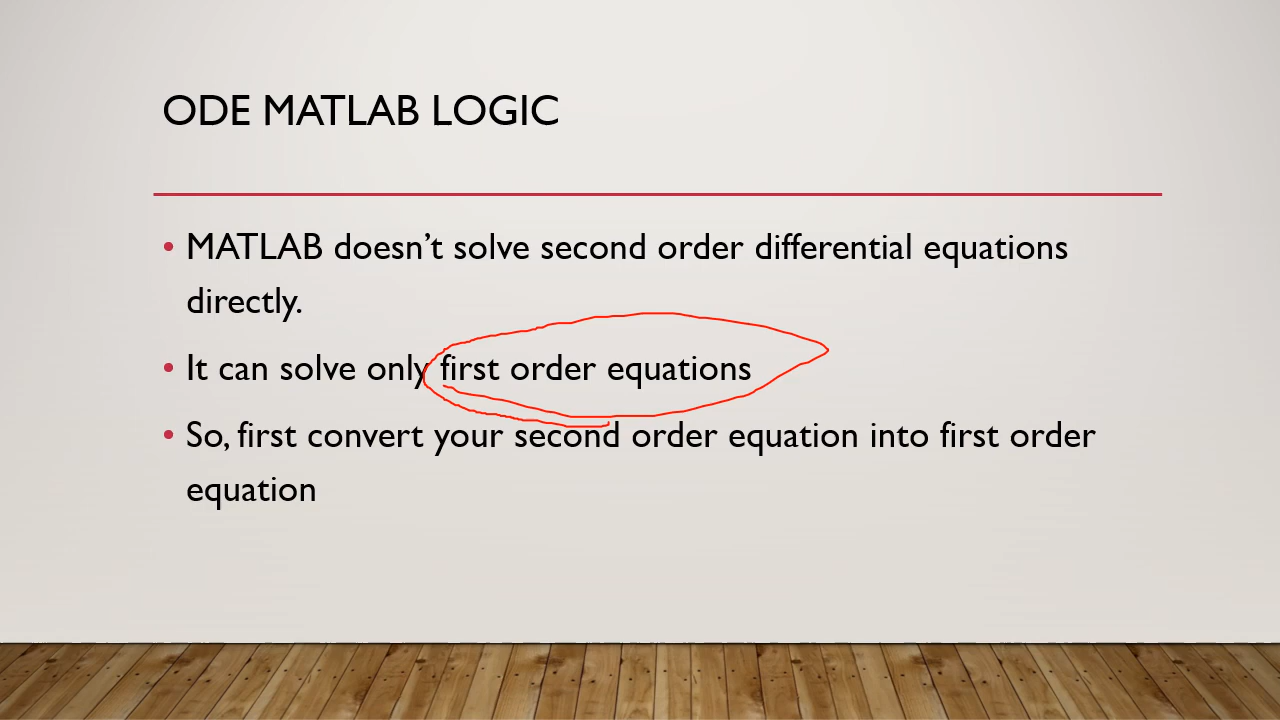 ODE MATLAB LOGIC
• MATLAB doesn’t solve second order differential equations
directly.
• It can solve only first order equations
• So, first convert your second order equation into first order
equation